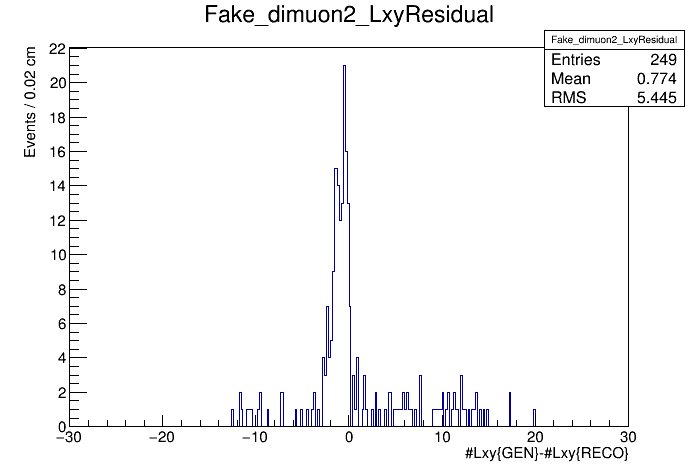 Fake_dimuon2_LxyResidual
Fake_dimuon2_LxyResidual
Entries 249
Mean 0.774
RMS 5.445
Events / 0.02 cm
22
20
18
16
14
12
10
8
6
4
2
0
−30 −20 −10 0 10 20 30
#Lxy{GEN}-#Lxy{RECO}